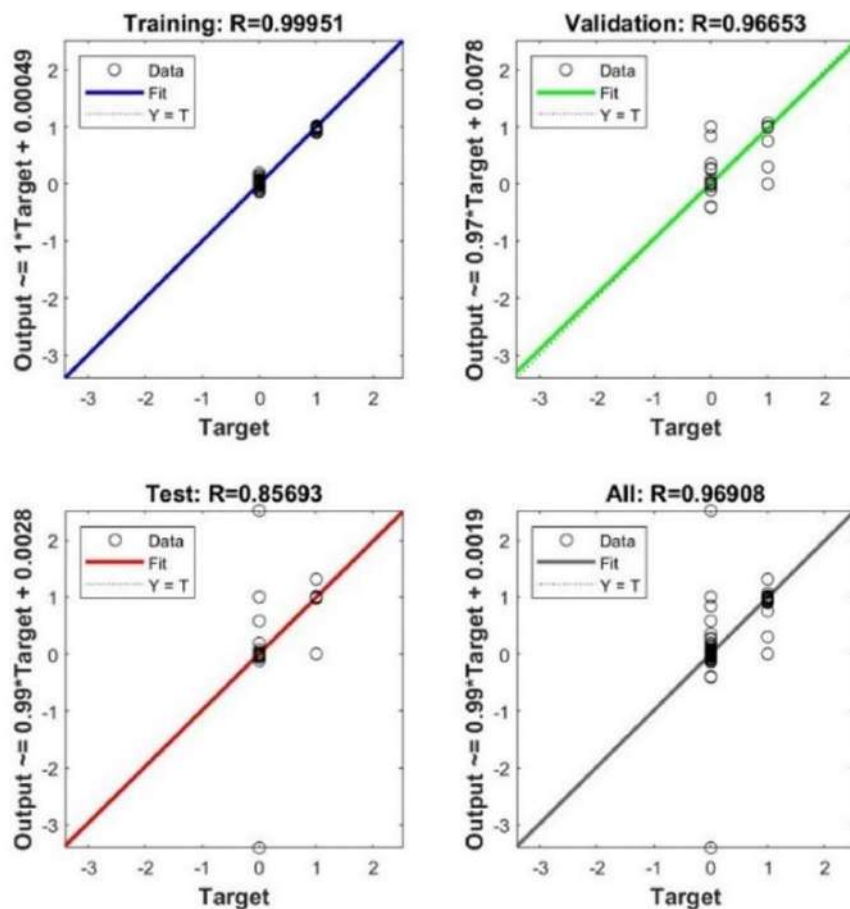 Training: R=0.99951
Output ~= 1*Target + 0.00049
2
1
0
-1
-2
-3
Data
Fit
Y = T
-3 -2 -1 0 1 2
Target
Validation: R=0.96653
Output ~= 0.97*Target + 0.0078
2
1
0
-1
-2
-3
Data
Fit
Y = T
-3 -2 -1 0 1 2
Target
Test: R=0.85693
Output ~= 0.99*Target + 0.0028
2
1
0
-1
-2
-3
Data
Fit
Y = T
-3 -2 -1 0 1 2
Target
All: R=0.96908
Output ~= 0.99*Target + 0.0019
2
1
0
-1
-2
-3
Data
Fit
Y = T
-3 -2 -1 0 1 2
Target